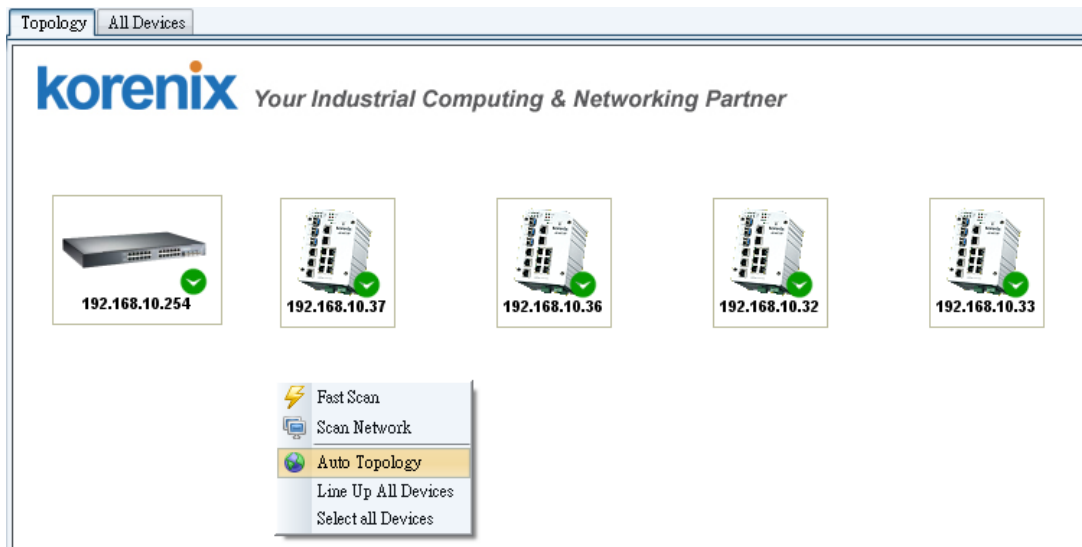 Topology All Devices
korenix Your Industrial Computing & Networking Partner
192.168.10.254 192.168.10.37 192.168.10.36 192.168.10.32 192.168.10.33
Fast Scan
Scan Network
Auto Topology
Line Up All Devices
Select all Devices